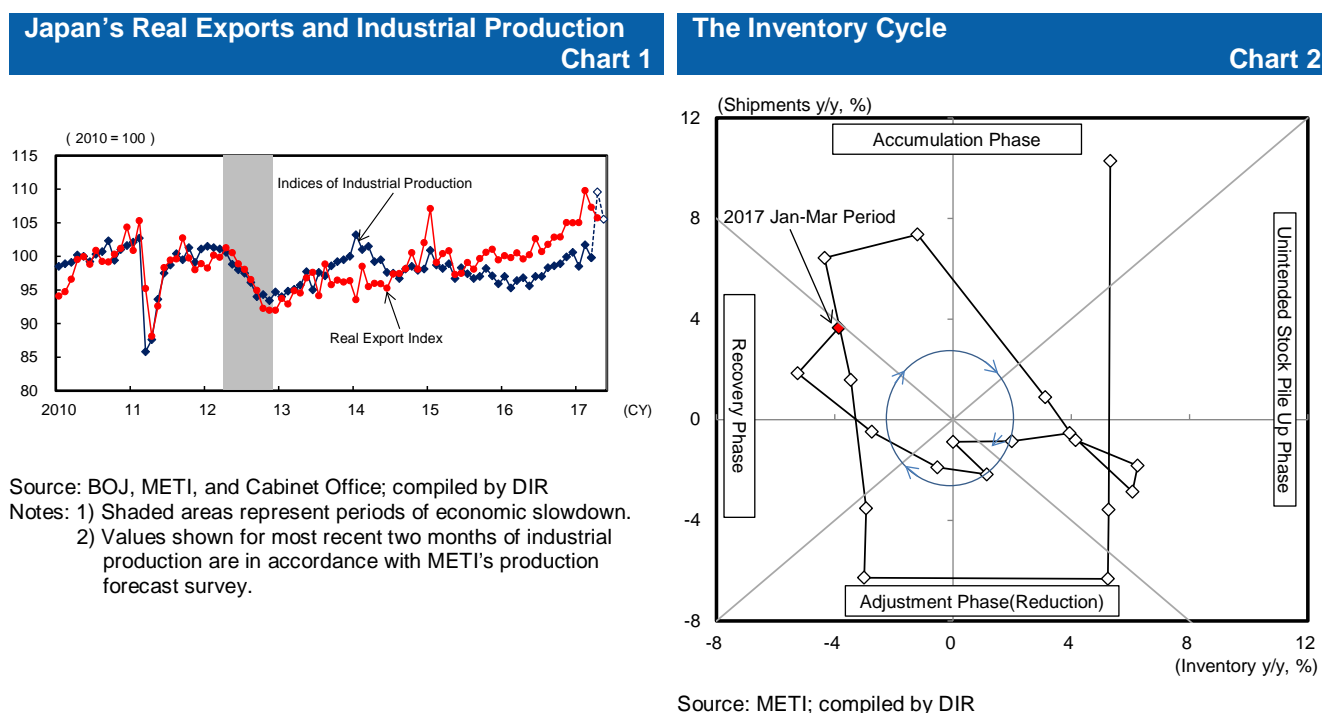 Japan’s Real Exports and Industrial Production
Chart 1
( 2010 = 100 )
115
110
105
100
95
90
85
80
Indices of Industrial Production
Real Export Index
2010 11 12 13 14 15 16 17 (CY)
Source: BOJ, METI, and Cabinet Office; compiled by DIR
Notes: 1) Shaded areas represent periods of economic slowdown.
2) Values shown for most recent two months of industrial
production are in accordance with METI’s production
forecast survey.
The Inventory Cycle
Chart 2
(Shipments y/y, %)
12
8
4
0
-4
-8
Accumulation Phase
2017 Jan-Mar Period
Recovery Phase
Unintended Stock Pile Up Phase
Adjustment Phase(Reduction)
-8 -4 0 4 8 12
(Inventory y/y, %)
Source: METI; compiled by DIR